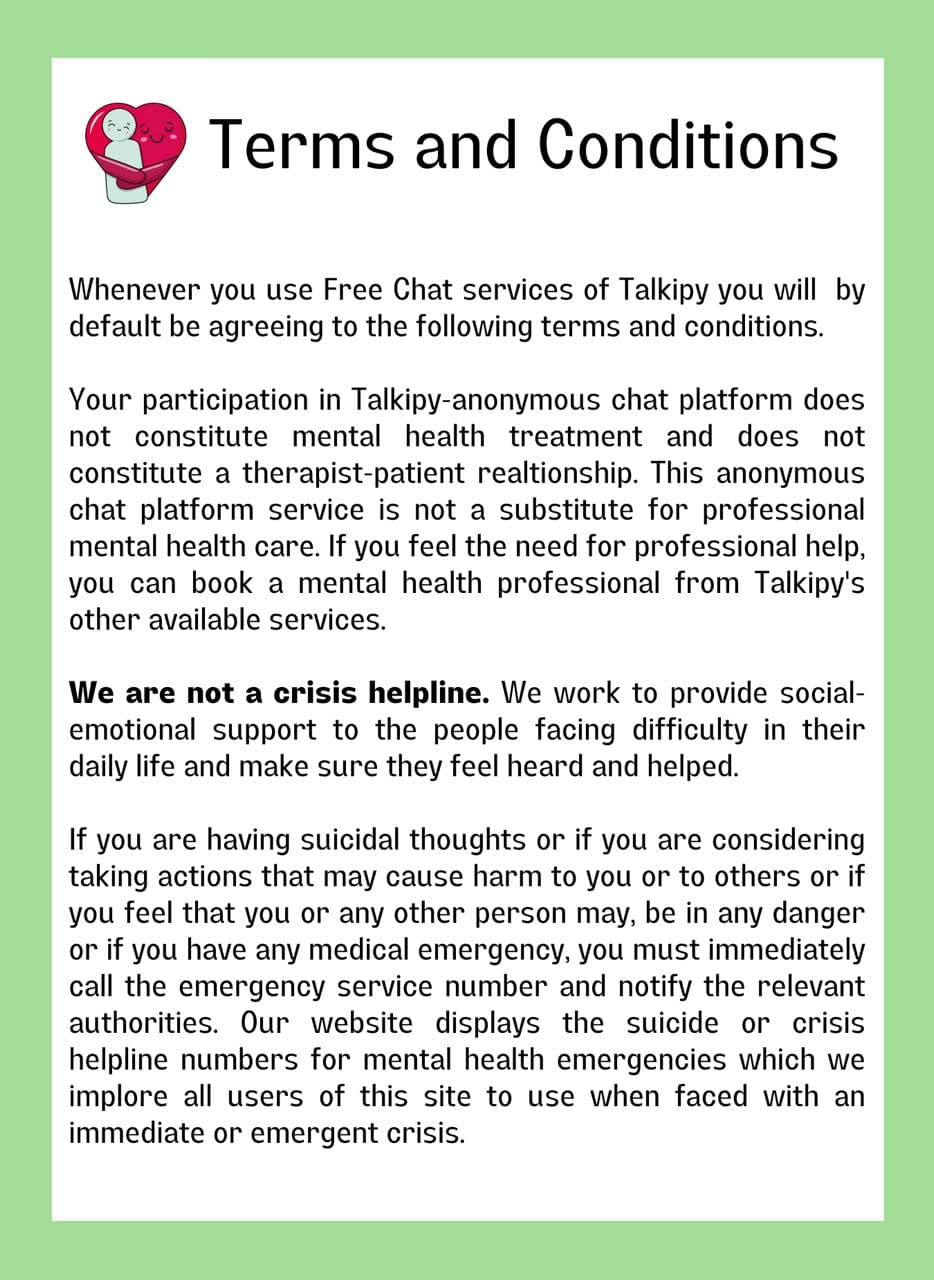 Terms and Conditions
Whenever you use Free Chat services of Talkipy you will by
default be agreeing to the following terms and conditions.
Your participation in Talkipy-anonymous chat platform does
not constitute mental health treatment and does not
constitute a therapist-patient realtionship. This anonymous
chat platform service is not a substitute for professional
mental health care. If you feel the need for professional help,
you can book a mental health professional from Talkipy's
other available services.
We are not a crisis helpline. We work to provide social-
emotional support to the people facing difficulty in their
daily life and make sure they feel heard and helped.
If you are having suicidal thoughts or if you are considering
taking actions that may cause harm to you or to others or if
you feel that you or any other person may, be in any danger
or if you have any medical emergency, you must immediately
call the emergency service number and notify the relevant
authorities. Our website displays the suicide or crisis
helpline numbers for mental health emergencies which we
implore all users of this site to use when faced with an
immediate or emergent crisis.